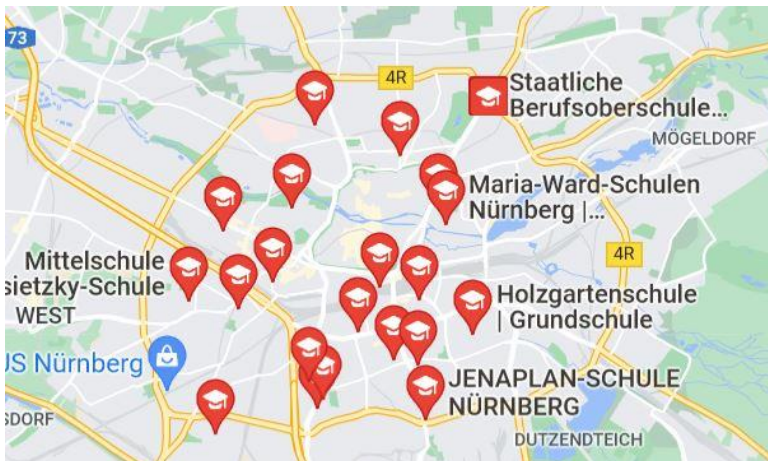 73
4R
Staatliche
Berufsoberschule...
MÖGELDORF
Maria-Ward-Schulen
Nürnberg |...
4R
Mittelschule
sietzky-Schule
WEST
Holzgartenschule
| Grundschule
US Nürnberg
JENAPLAN-SCHULE
NÜRNBERG
SDORF
DUTZENDTEICH